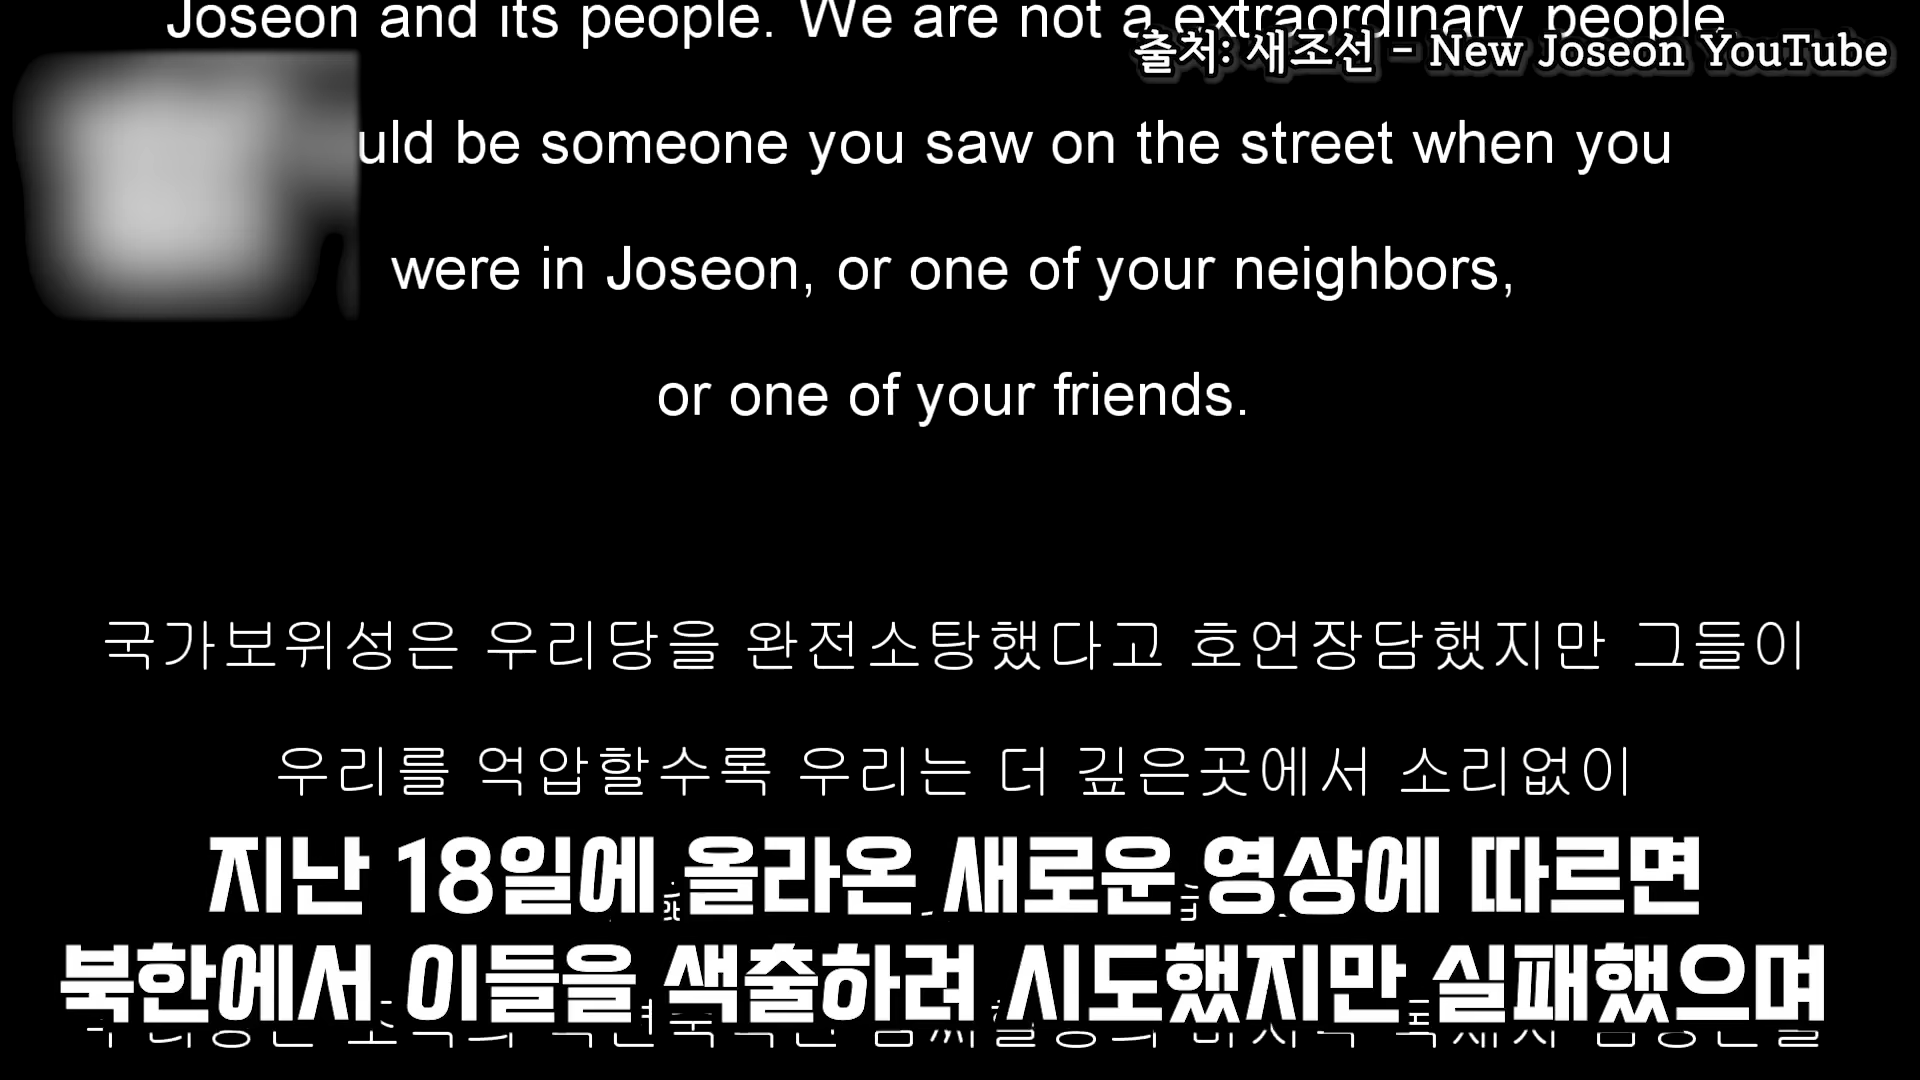 Joseon and its people. We are not a extraordinary people.
출처: 새조선 - New Joseon YouTube
uld be someone you saw on the street when you
were in Joseon, or one of your neighbors,
or one of your friends.
국가보위성은 우리당을 완전소탕했다고 호언장담했지만 그들이
우리를 억압할수록 우리는 더 깊은곳에서 소리없이
지난 18일에 올라온 새로운 영상에 따르면
북한에서 이들을 색출하려 시도했지만 실패했으며